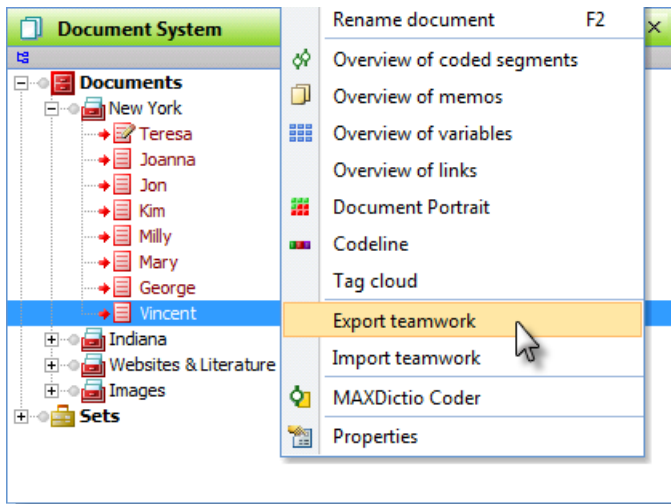 Document System
Documents
New York
Teresa
Joanna
Jon
Kim
Milly
Mary
George
Vincent
Indiana
Websites & Literature
Images
Sets
Rename document F2
Overview of coded segments
Overview of memos
Overview of variables
Overview of links
Document Portrait
Codeline
Tag cloud
Export teamwork
Import teamwork
MAXDictio Coder
Properties